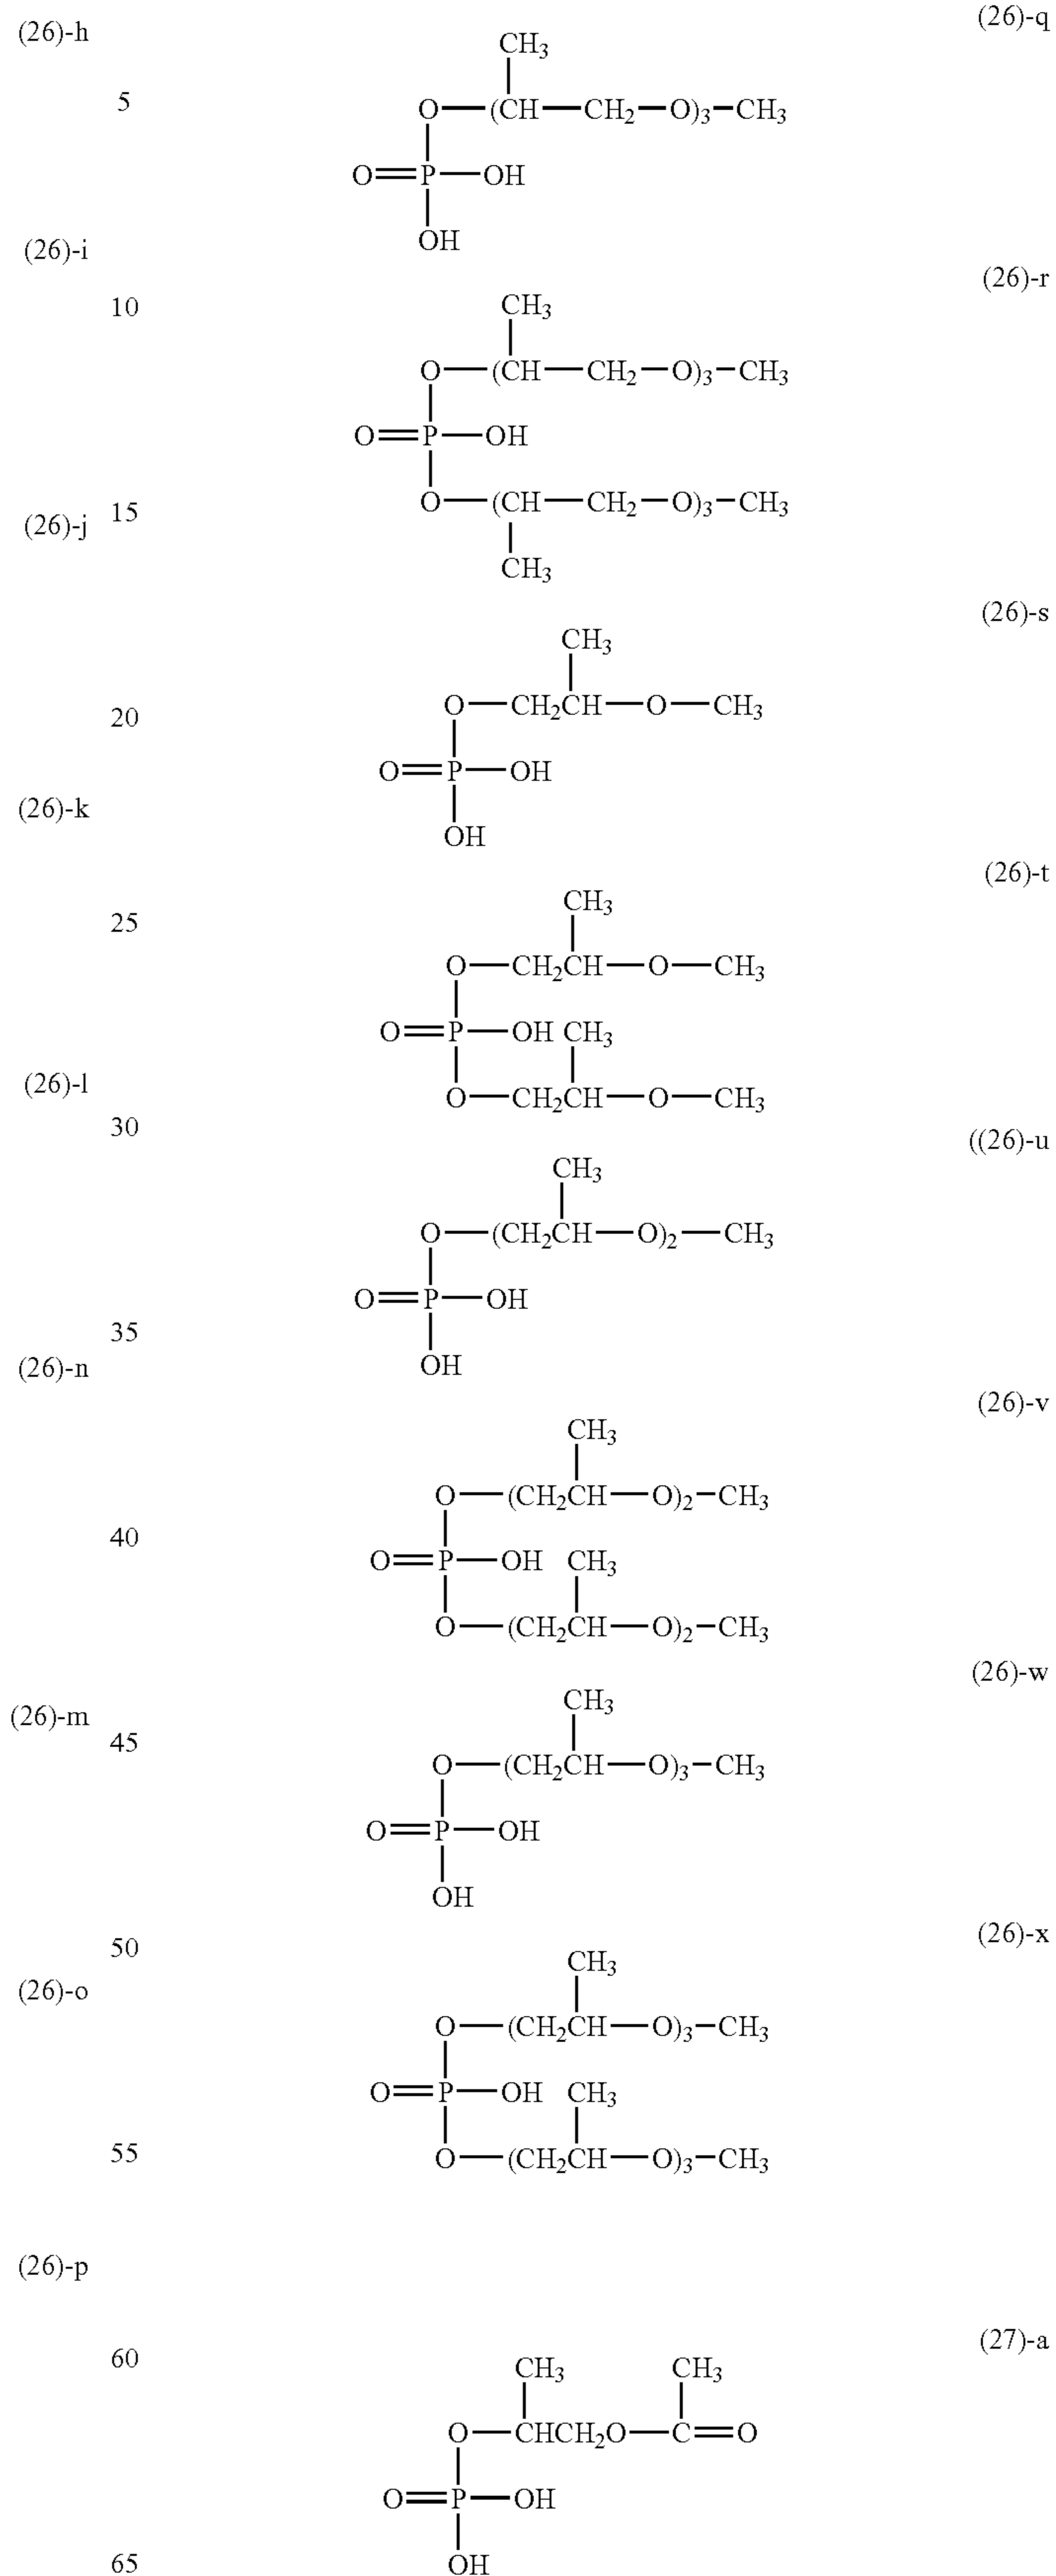 (26)-h
(26)-q
CH3
5
O—(CH—CH2—O)3—CH3
O=P—OH
OH
(26)-i
(26)-r
10
CH3
O—(CH—CH2—O)3—CH3
O=P—OH
O—(CH—CH2—O)3—CH3
15
(26)-j
CH3
(26)-s
CH3
O—CH2CH—O—CH3
20
O=P—OH
(26)-k
OH
(26)-t
CH3
25
O—CH2CH—O—CH3
O=P—OH CH3
(26)-l
O—CH2CH—O—CH3
30
((26)-u
CH3
O—(CH2CH—O)2—CH3
O=P—OH
35
OH
(26)-n
(26)-v
CH3
O—(CH2CH—O)2—CH3
40
O=P—OH CH3
O—(CH2CH—O)2—CH3
(26)-w
CH3
(26)-m
45
O—(CH2CH—O)3—CH3
O=P—OH
OH
(26)-x
50
CH3
(26)-o
O—(CH2CH—O)3—CH3
O=P—OH CH3
55
O—(CH2CH—O)3—CH3
(26)-p
(27)-a
60
CH3 CH3
O—CHCH2O—C=O
O=P—OH
65
OH